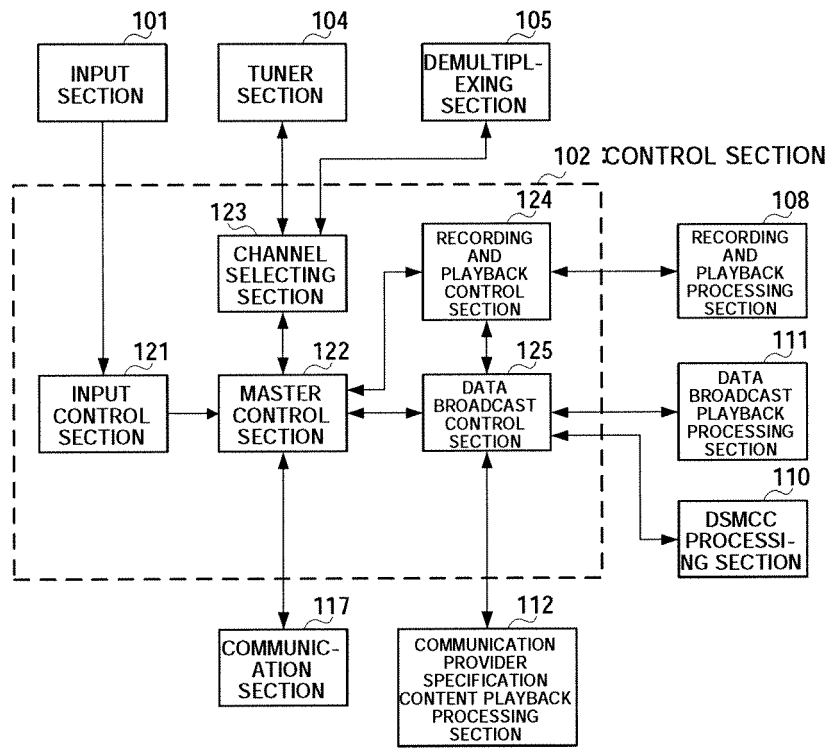 101
INPUT
SECTION
104
TUNER
SECTION
105
DEMULTIPL-
EXING
SECTION
102 :CONTROL SECTION
123
CHANNEL
SELECTING
SECTION
124
RECORDING
AND
PLAYBACK
CONTROL
SECTION
108
RECORDING
AND
PLAYBACK
PROCESSING
SECTION
121
INPUT
CONTROL
SECTION
122
MASTER
CONTROL
SECTION
125
DATA
BROADCAST
CONTROL
SECTION
111
DATA
BROADCAST
PLAYBACK
PROCESSING
SECTION
110
DSMCC
PROCESSI-
NG SECTION
117
COMMUNIC-
ATION
SECTION
112
COMMUNICATION
PROVIDER
SPECIFICATION
CONTENT PLAYBACK
PROCESSING
SECTION